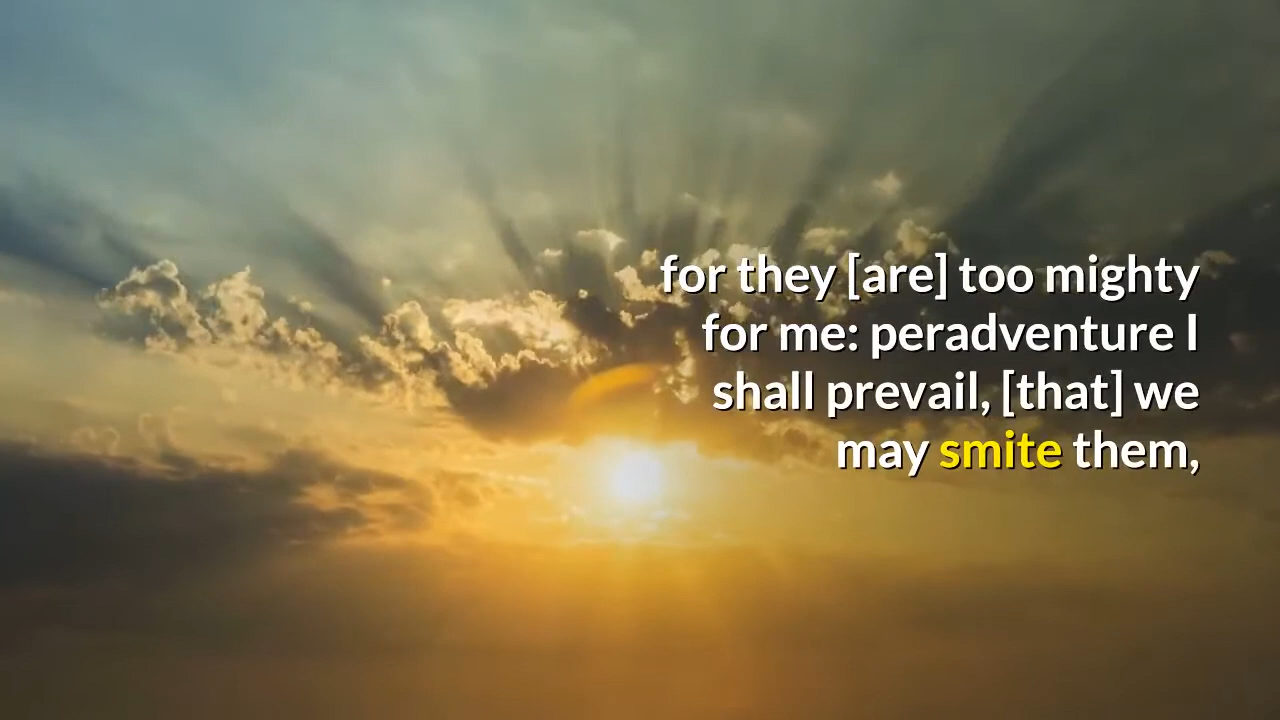 for they [are] too mighty
for me: peradventure I
shall prevail, [that] we
may smite them,